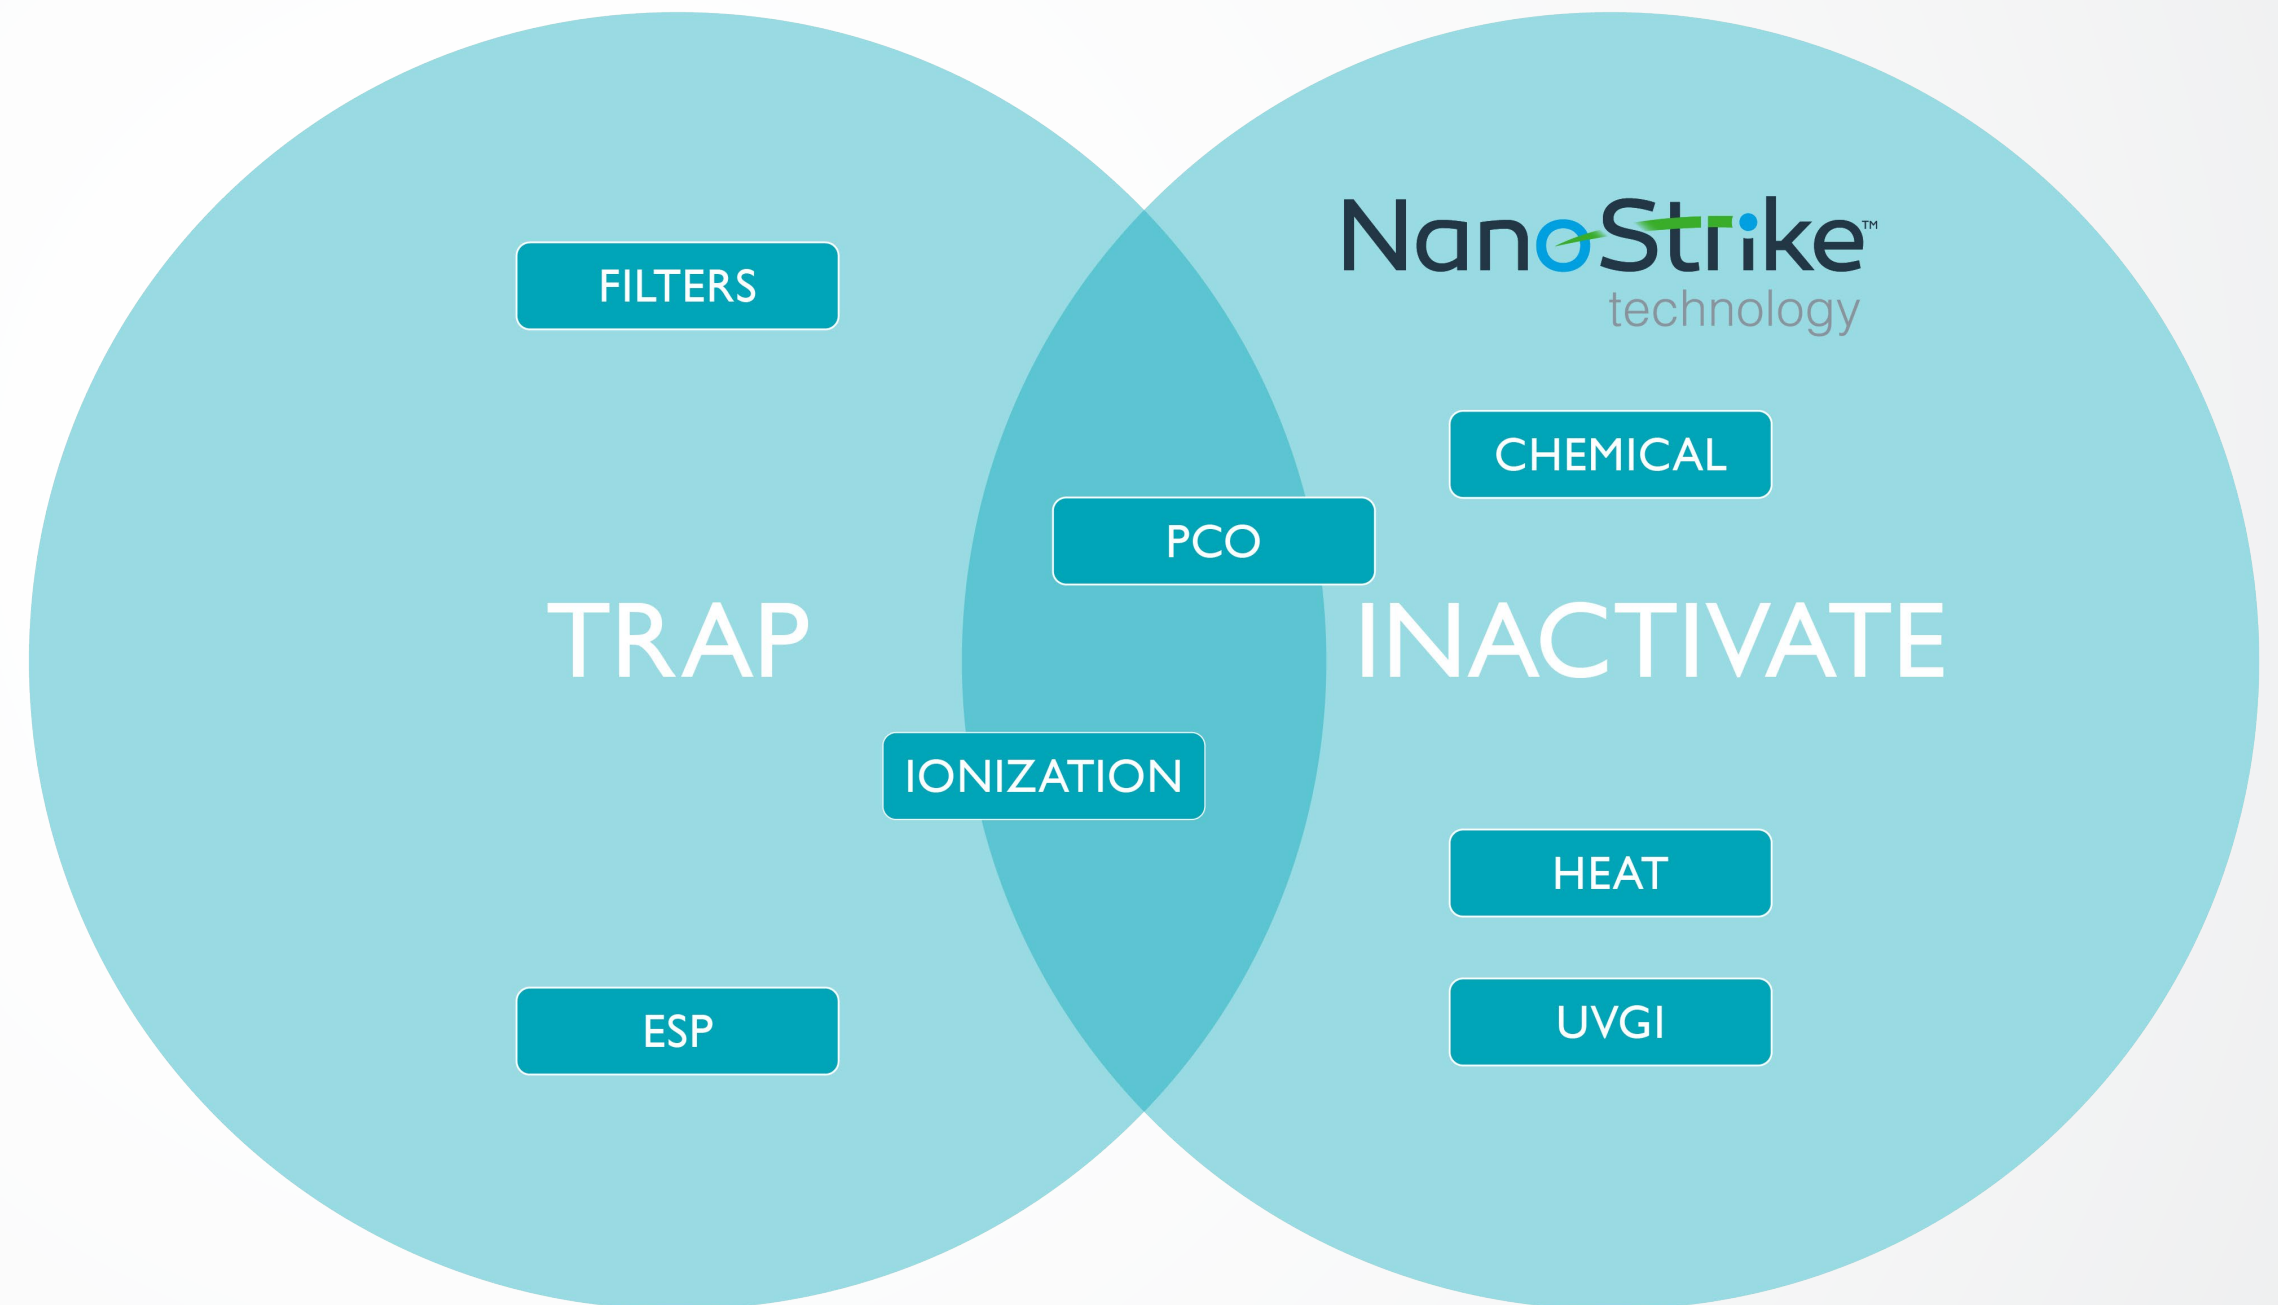 NanoStrike™
technology
FILTERS
CHEMICAL
PCO
TRAP
INACTIVATE
IONIZATION
HEAT
ESP
UVGI